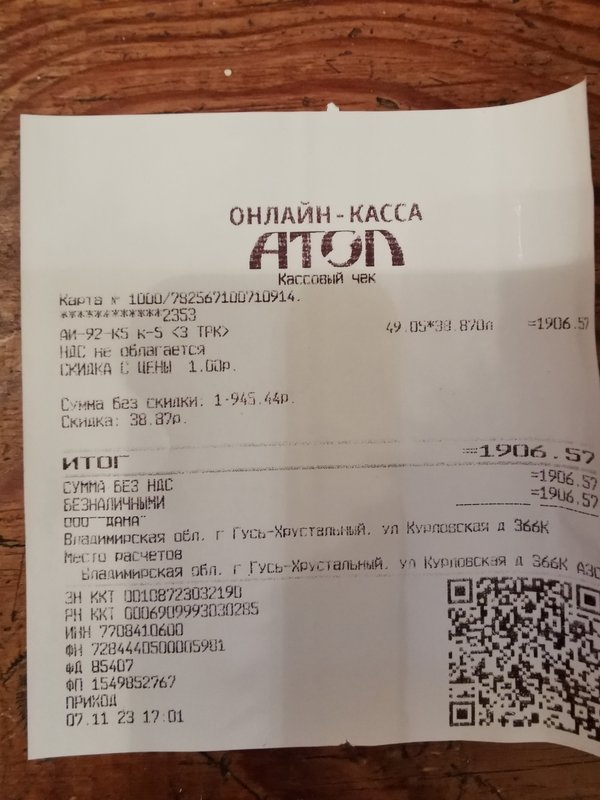 ОНЛАЙН-КАССА
АТОЛ
Кассовый чек
Карта № 1000/782567100710914.
************2353
АИ-92-К5 к-5 <3 ТРК> 49.05*38.870л =1906.57
НДС не облагается
СКИДКА С ЦЕНЫ 1.00р.
Сумма без скидки: 1-945.44р.
Скидка: 38.87р.
ИТОГ =1906.57
СУММА БЕЗ НДС =1906.57
БЕЗНАЛИЧНЫМИ =1906.57
ООО "ДАМА"
Владимирская обл. г Гусь-Хрустальный, ул Курловская д 366К
Место расчетов
Владимирская обл. г Гусь-Хрустальный, ул Курловская д 366К АЗС
ЗН ККТ 00108723032190
РН ККТ 0006909993030285
ИНН 7708410600
ФН 7284440500005981
ФД 85407
ФП 1549852767
ПРИХОД
07.11 23 17:01